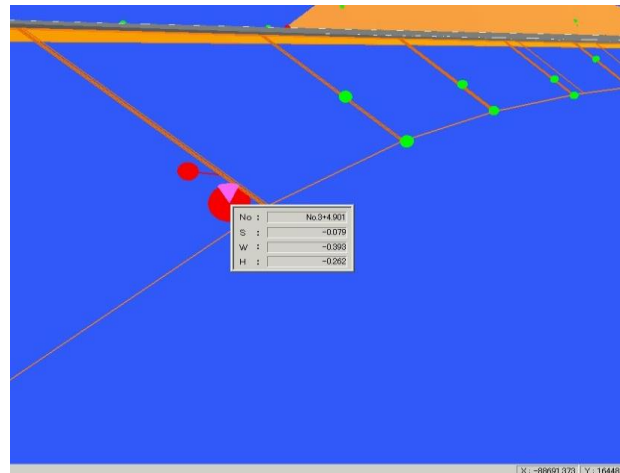 No : No.3+4.901
S : -0.079
W : -0.393
H : -0.262
X : -88691.373 Y : 16448